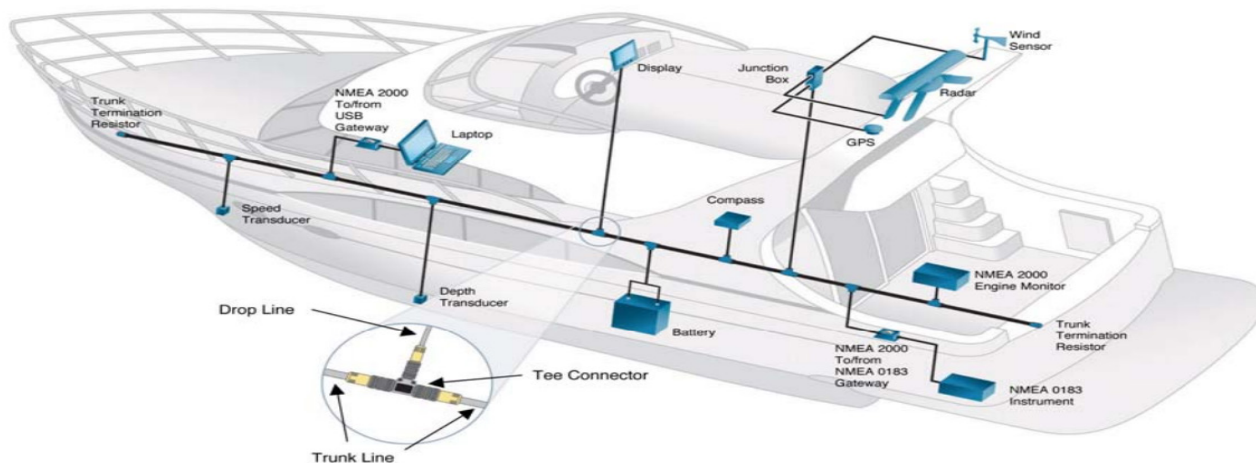 Wind
Sensor
Display
Junction
Box
Radar
GPS
Trunk
Termination
Resistor
NMEA 2000
To/from
USB
Gateway
Laptop
Speed
Transducer
Compass
Depth
Transducer
NMEA 2000
Engine Monitor
Battery
Trunk
Termination
Resistor
NMEA 2000
To/from
NMEA 0183
Gateway
NMEA 0183
Instrument
Drop Line
Tee Connector
Trunk Line